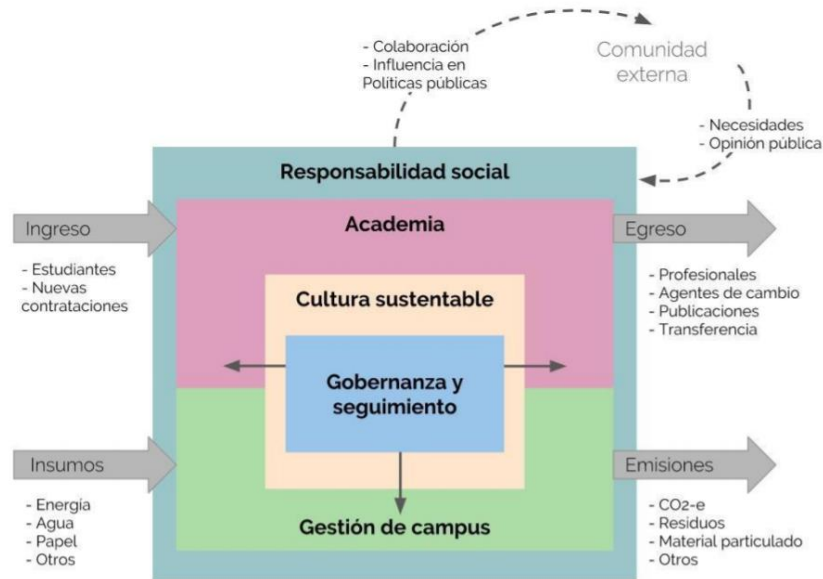 - Colaboración
- Influencia en
Políticas públicas
Comunidad
externa
- Necesidades
- Opinión pública
Responsabilidad social
Ingreso
Academia
Egreso
- Estudiantes
- Nuevas
contrataciones
- Profesionales
- Agentes de cambio
- Publicaciones
- Transferencia
Cultura sustentable
Gobernanza y
seguimiento
Insumos
Emisiones
- Energía
- Agua
- Papel
- Otros
- CO2-e
- Residuos
- Material particulado
- Otros
Gestión de campus